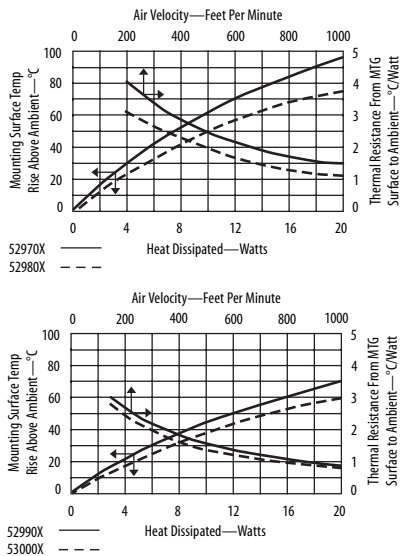 Air Velocity—Feet Per Minute
0 200 400 600 800 1000
Mounting Surface Temp
Rise Above Ambient—°C
100
80
60
40
20
0
5
4
3
2
1
0
Thermal Resistance From MTG
Surface to Ambient— °C/Watt
0 4 8 12 16 20
Heat Dissipated—Watts
52970X
52980X
Air Velocity—Feet Per Minute
0 200 400 600 800 1000
Mounting Surface Temp
Rise Above Ambient—°C
100
80
60
40
20
0
5
4
3
2
1
0
Thermal Resistance From MTG
Surface to Ambient— °C/Watt
0 4 8 12 16 20
Heat Dissipated—Watts
52990X
53000X